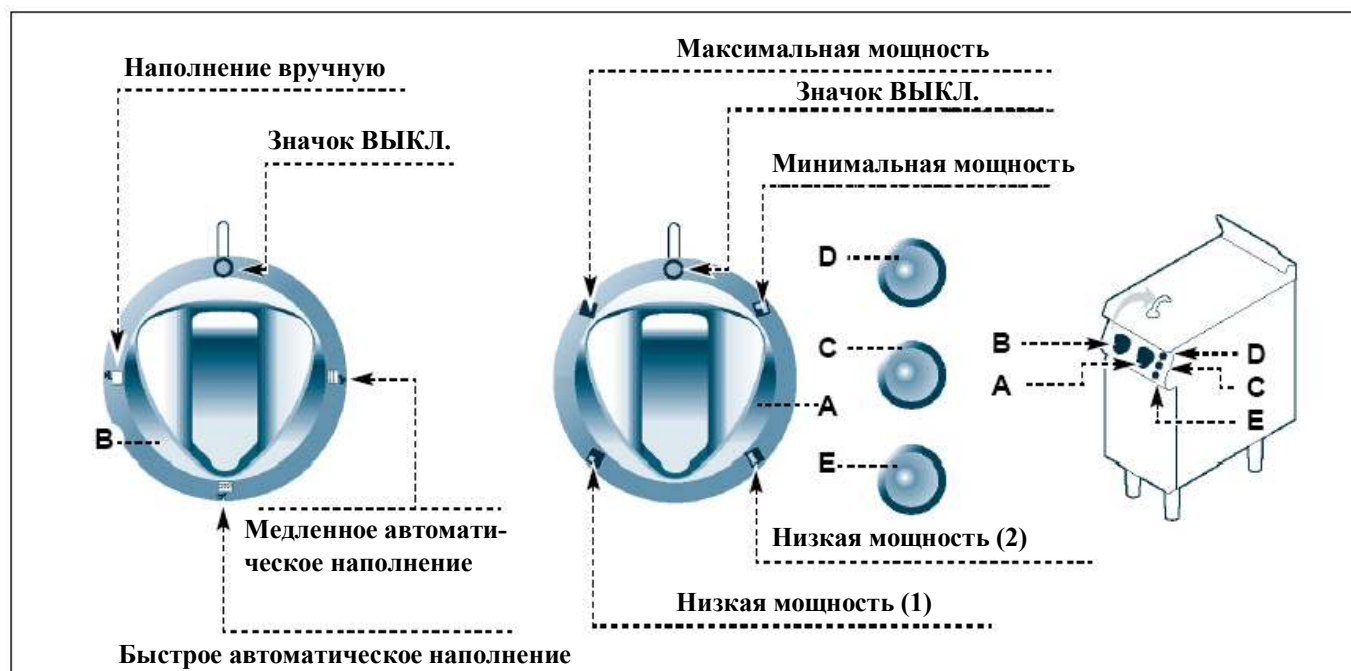 Максимальная мощность
Наполнение вручную
Значок ВЫКЛ.
Значок ВЫКЛ.
Минимальная мощность
D
C
A
E
B
B
A
D
C
E
Медленное автомати-
ческое наполнение
Низкая мощность (2)
Низкая мощность (1)
Быстрое автоматическое наполнение